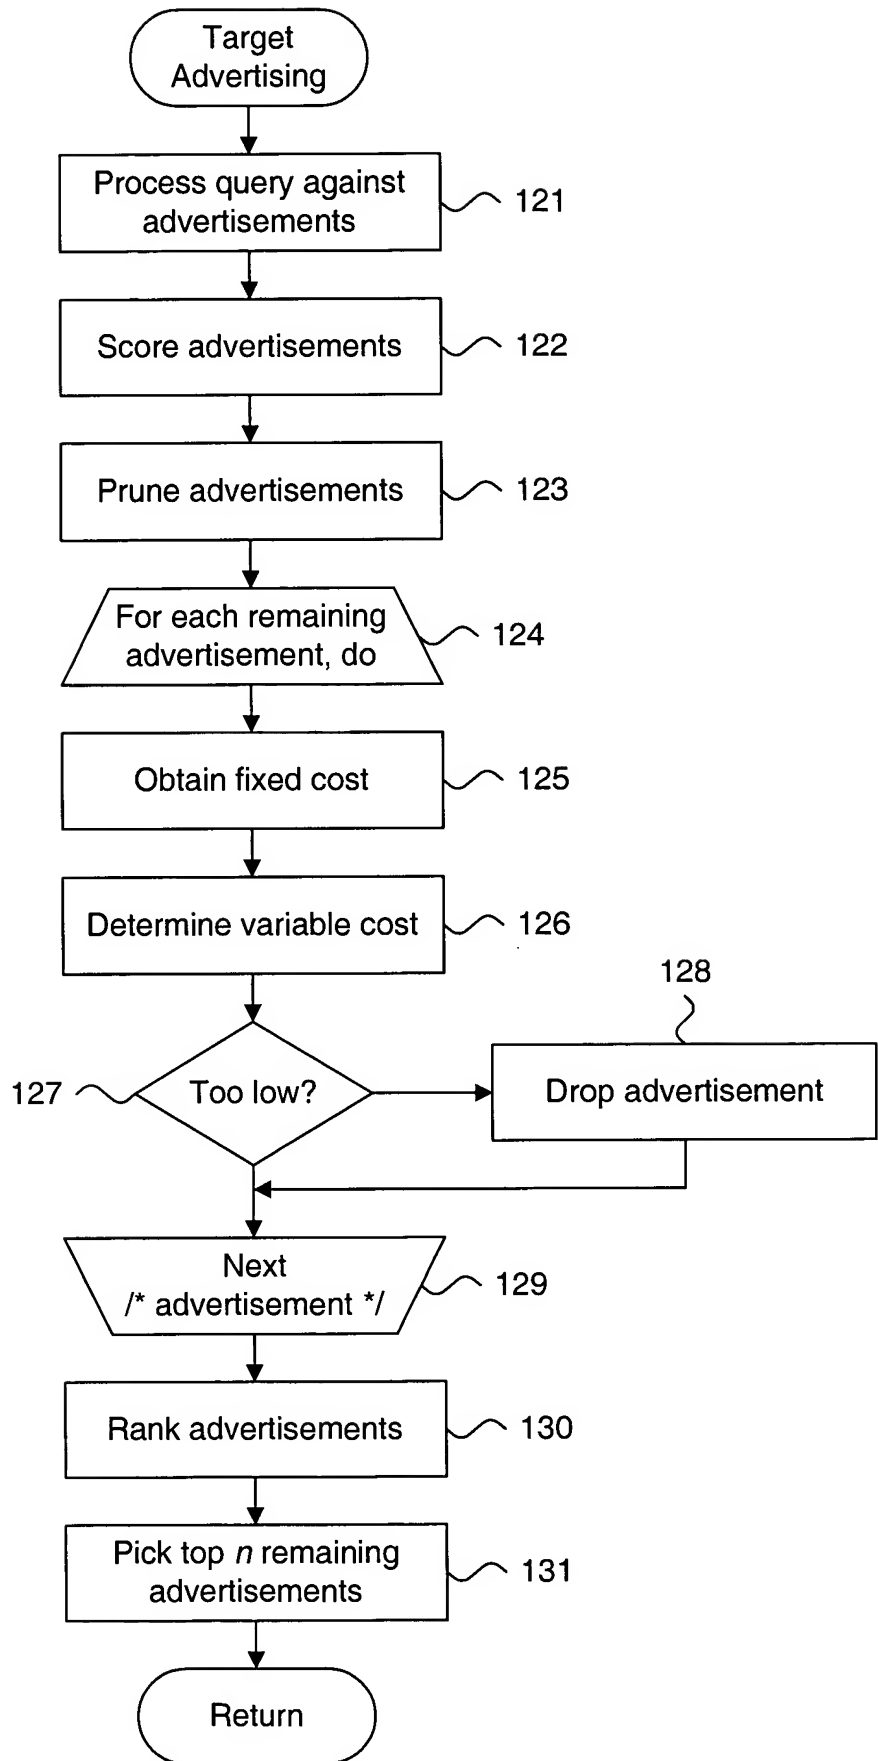 Target
Advertising
Process query against
advertisements
121
Score advertisements
122
Prune advertisements
123
For each remaining
advertisement, do
124
Obtain fixed cost
125
Determine variable cost
126
128
127
Too low?
Drop advertisement
Next
/* advertisement */
129
Rank advertisements
130
Pick top n remaining
advertisements
131
Return